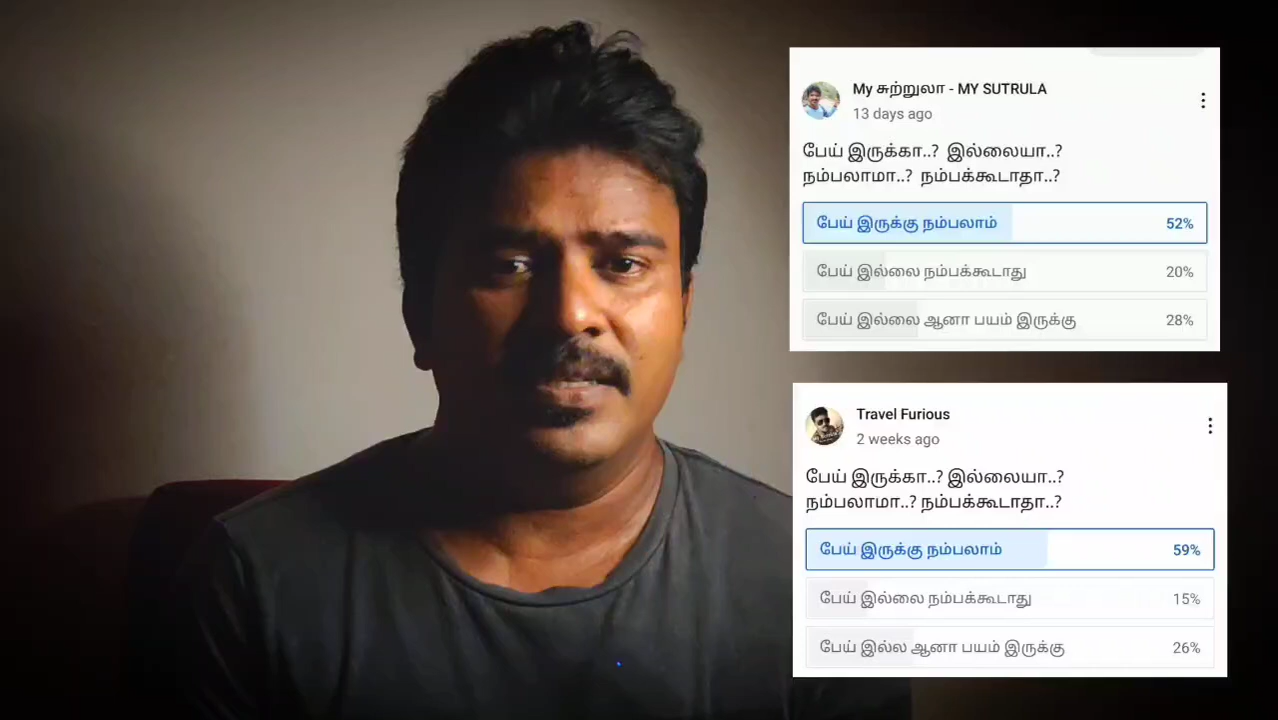 My சுற்றுலா - MY SUTRULA
13 days ago
பேய் இருக்கா..? இல்லையா..?
நம்பலாமா..? நம்பக்கூடாதா..?
பேய் இருக்கு நம்பலாம் 52%
பேய் இல்லை நம்பக்கூடாது 20%
பேய் இல்லை ஆனா பயம் இருக்கு 28%
Travel Furious
2 weeks ago
பேய் இருக்கா..? இல்லையா..?
நம்பலாமா..? நம்பக்கூடாதா..?
பேய் இருக்கு நம்பலாம் 59%
பேய் இல்லை நம்பக்கூடாது 15%
பேய் இல்ல ஆனா பயம் இருக்கு 26%